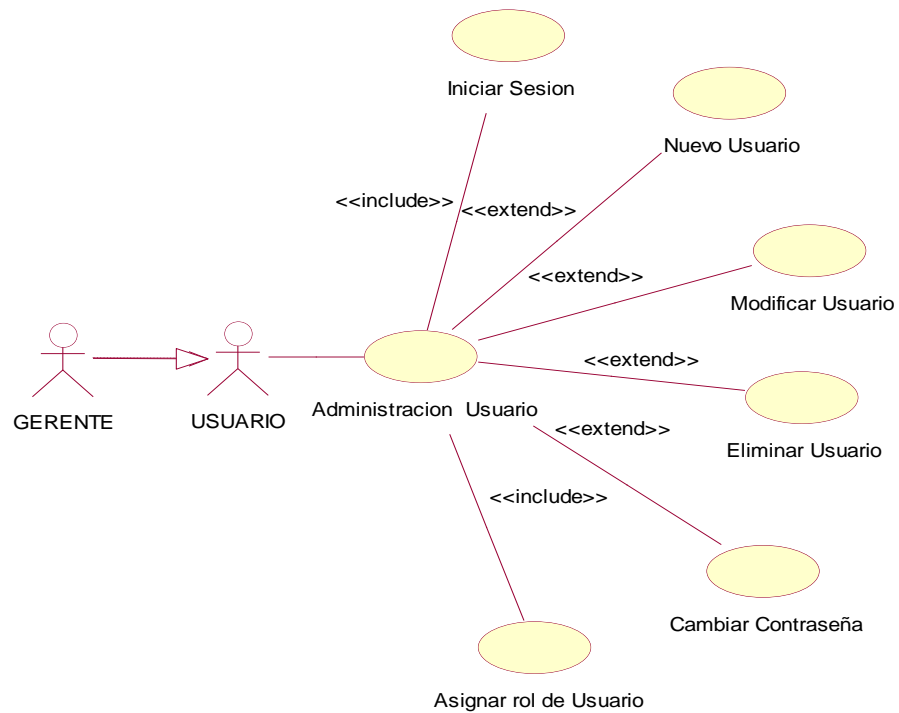 Iniciar Sesion
Nuevo Usuario
<<include>>
<<extend>>
<<extend>>
Modificar Usuario
<<extend>>
GERENTE
USUARIO
Administracion Usuario
<<extend>>
Eliminar Usuario
<<include>>
Cambiar Contraseña
Asignar rol de Usuario